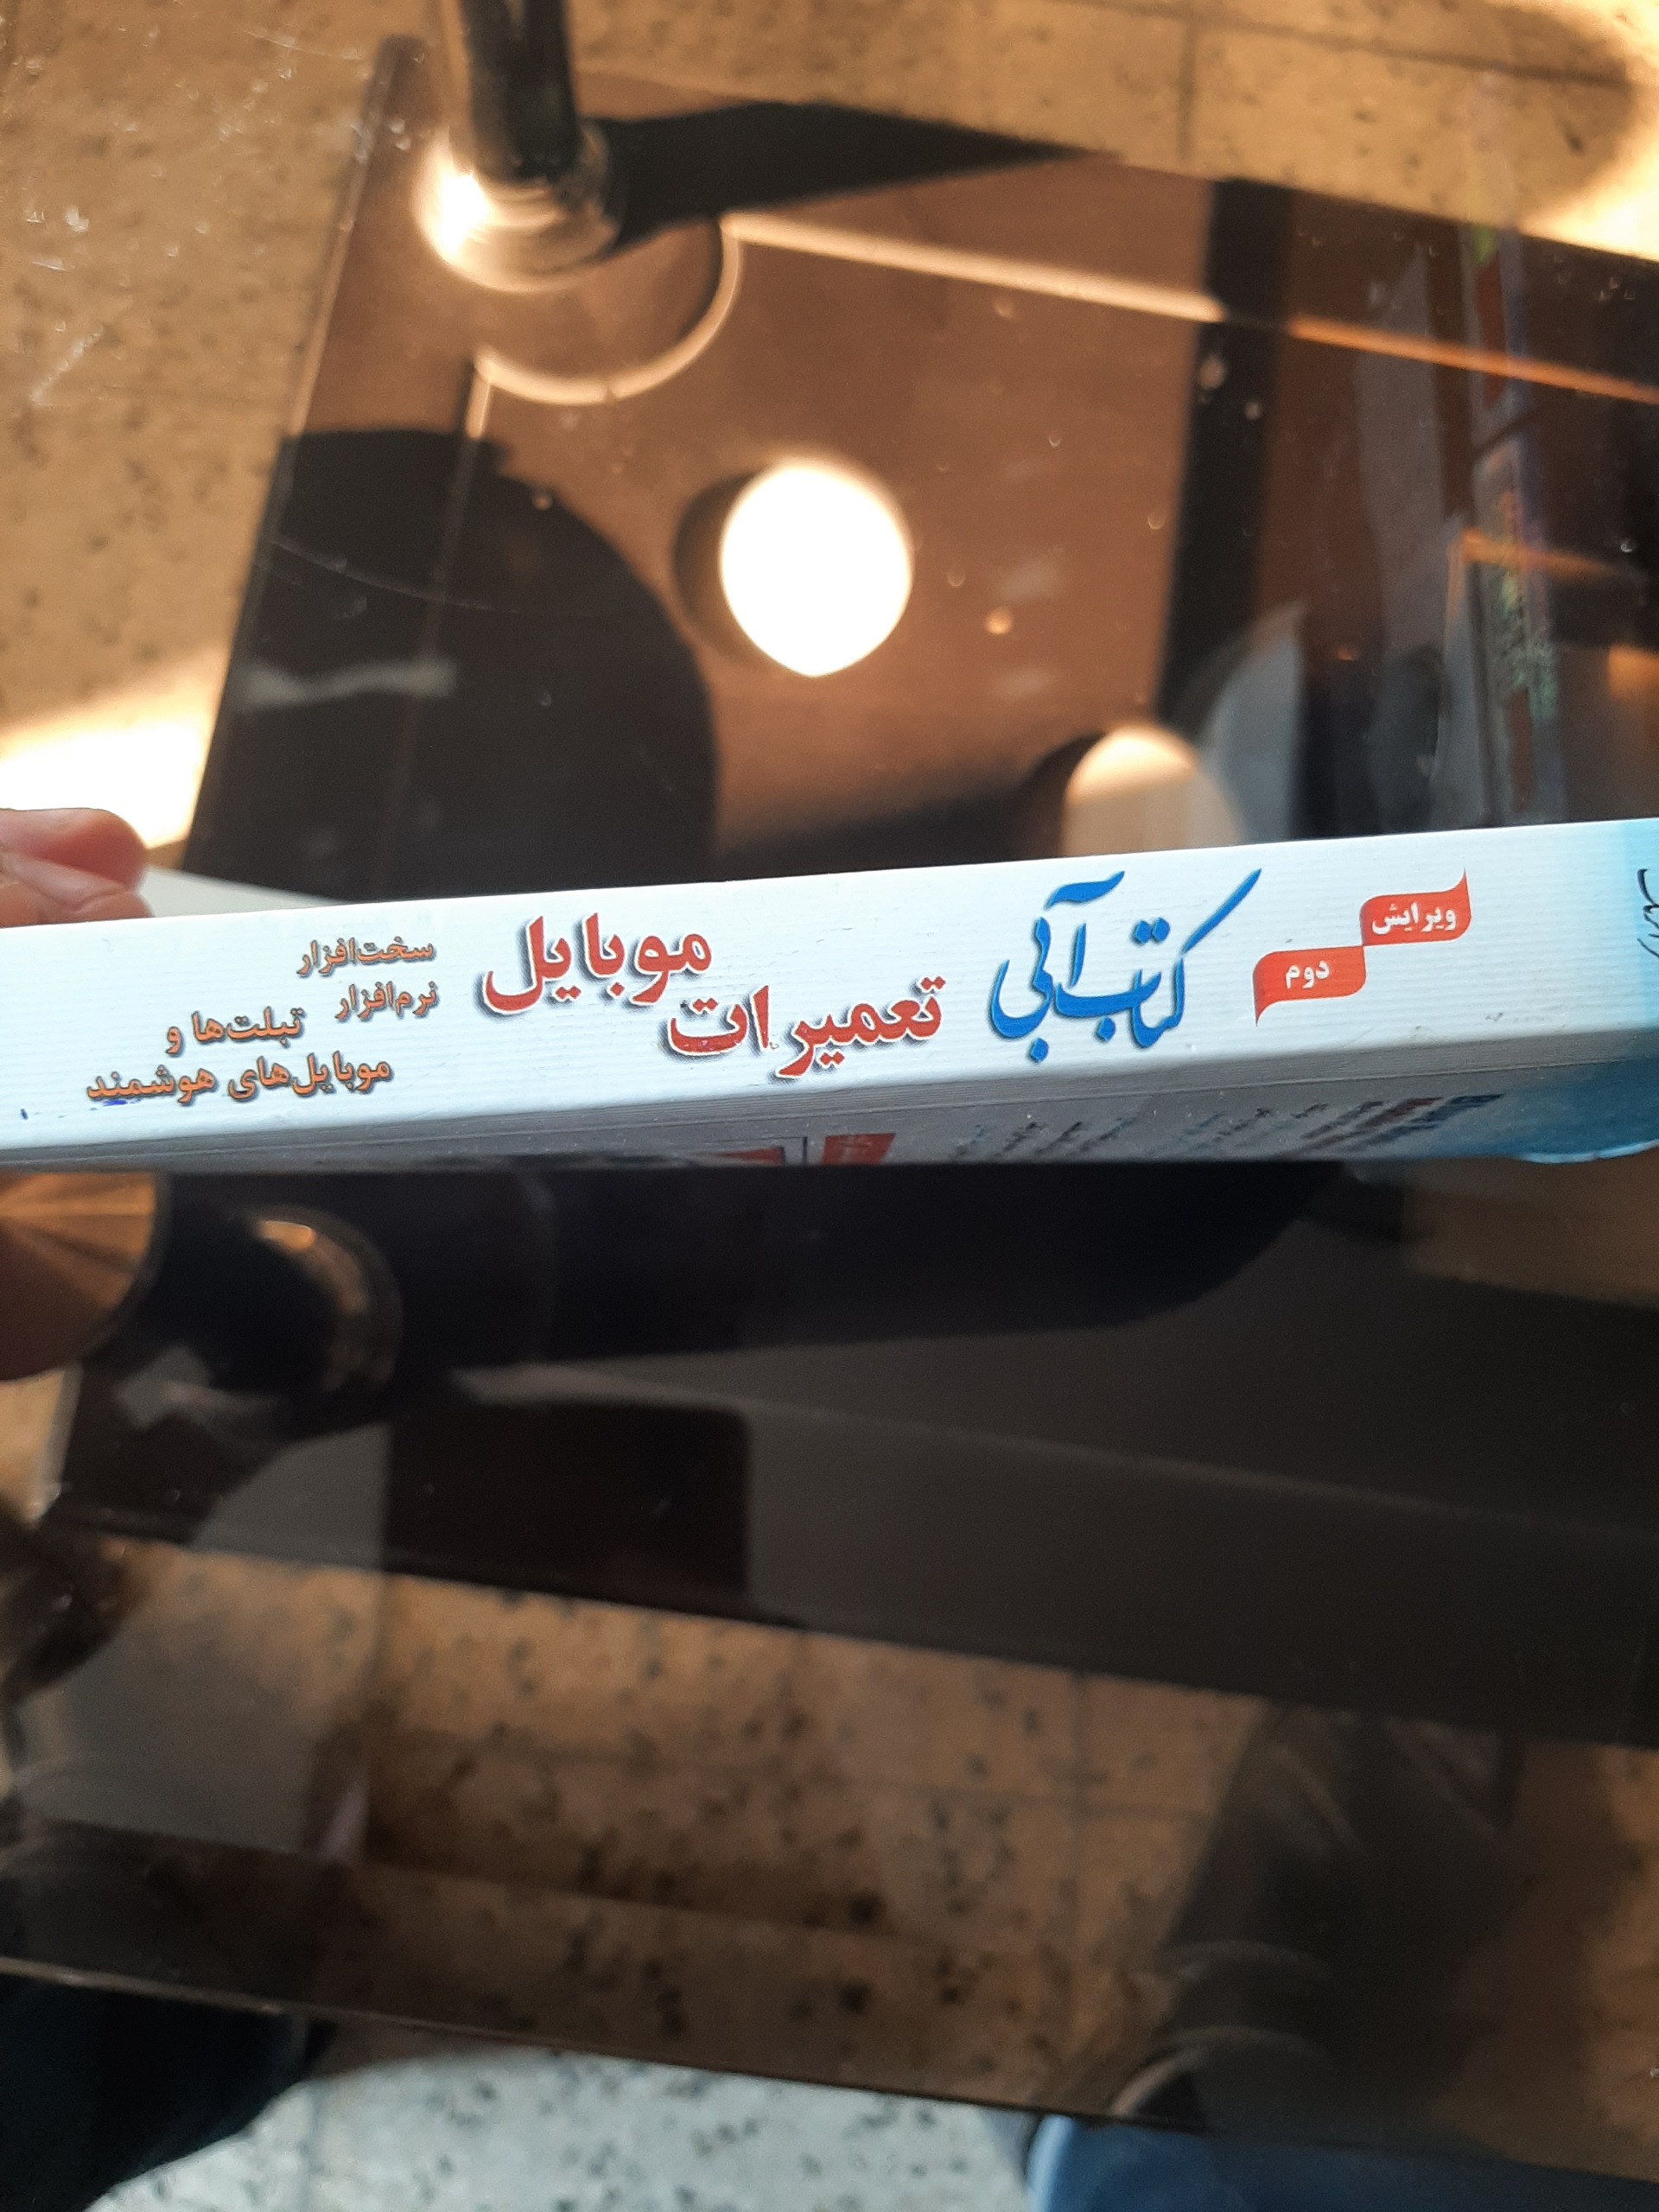 ویرایش
دوم
کتاب آبی
تعمیرات
موبایل
سخت‌افزار
نرم‌افزار
تبلت‌ها و
موبایل‌های هوشمند